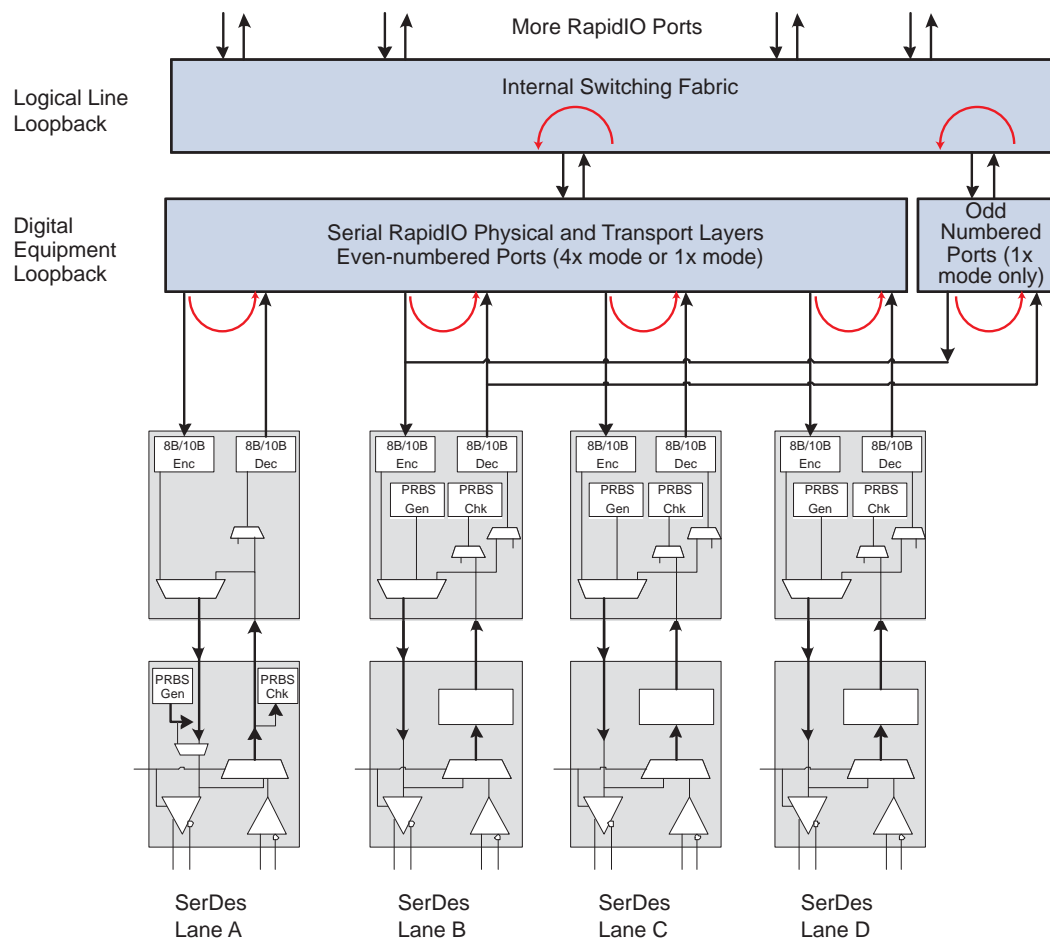 More RapidIO Ports
Internal Switching Fabric
Logical Line
Loopback
Digital
Equipment
Loopback
Serial RapidIO Physical and Transport Layers
Even-numbered Ports (4x mode or 1x mode)
Odd
Numbered
Ports (1x
mode only)
8B/10B
Enc
8B/10B
Dec
8B/10B
Enc
8B/10B
Dec
PRBS
Gen
PRBS
Chk
8B/10B
Enc
8B/10B
Dec
PRBS
Gen
PRBS
Chk
8B/10B
Enc
8B/10B
Dec
PRBS
Gen
PRBS
Chk
PRBS
Gen
PRBS
Chk
SerDes
Lane A
SerDes
Lane B
SerDes
Lane C
SerDes
Lane D